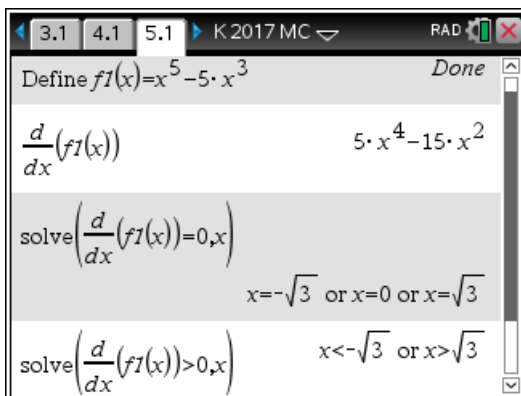 3.1 4.1 5.1 K 2017 MC RAD
Define f1(x)=x^5−5·x^3 Done
d/dx(f1(x)) 5·x^4−15·x^2
solve(d/dx(f1(x))=0,x)
x=-√3 or x=0 or x=√3
solve(d/dx(f1(x))>0,x) x<-√3 or x>√3